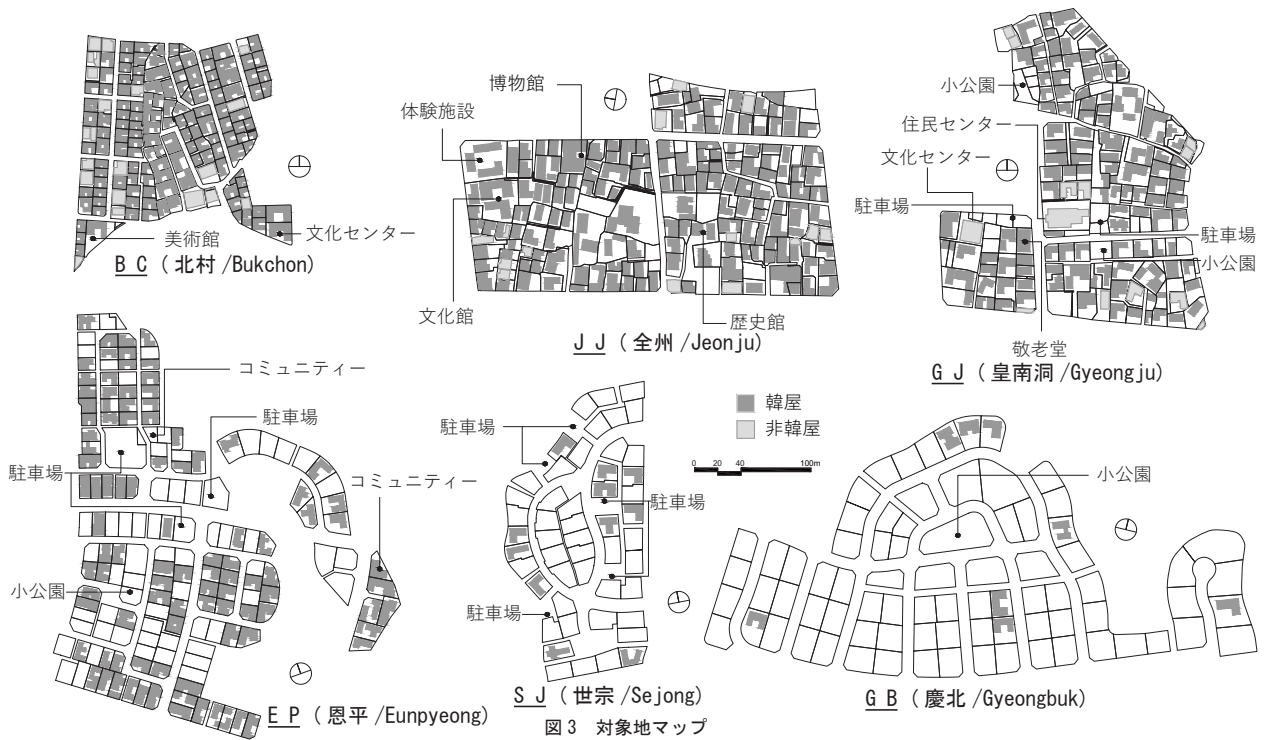 美術館
文化センター
B C ( 北村 /Bukchon)
博物館
体験施設
文化館
歴史館
J J ( 全州 /Jeonju)
小公園
住民センター
文化センター
駐車場
駐車場
小公園
敬老堂
G J ( 皇南洞 /Gyeongju)
コミュニティー
駐車場
駐車場
コミュニティー
小公園
E P ( 恩平 /Eunpyeong)
駐車場
駐車場
駐車場
S J ( 世宗 /Sejong)
韓屋
非韓屋
0 20 40 100m
小公園
G B ( 慶北 /Gyeongbuk)
図3 対象地マップ